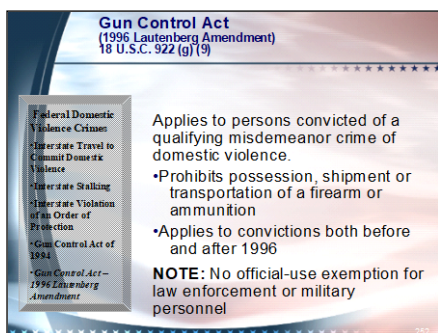 Gun Control Act
(1996 Lautenberg Amendment)
18 U.S.C. 922 (g)(9)
Federal Domestic
Violence Crimes
•Interstate Travel to
Commit Domestic
Violence
•Interstate Stalking
•Interstate Violation
of an Order of
Protection
•Gun Control Act of
1994
•Gun Control Act –
1996 Lautenberg
Amendment
Applies to persons convicted of a
qualifying misdemeanor crime of
domestic violence.
•Prohibits possession, shipment or
transportation of a firearm or
ammunition
•Applies to convictions both before
and after 1996
NOTE: No official-use exemption for
law enforcement or military
personnel